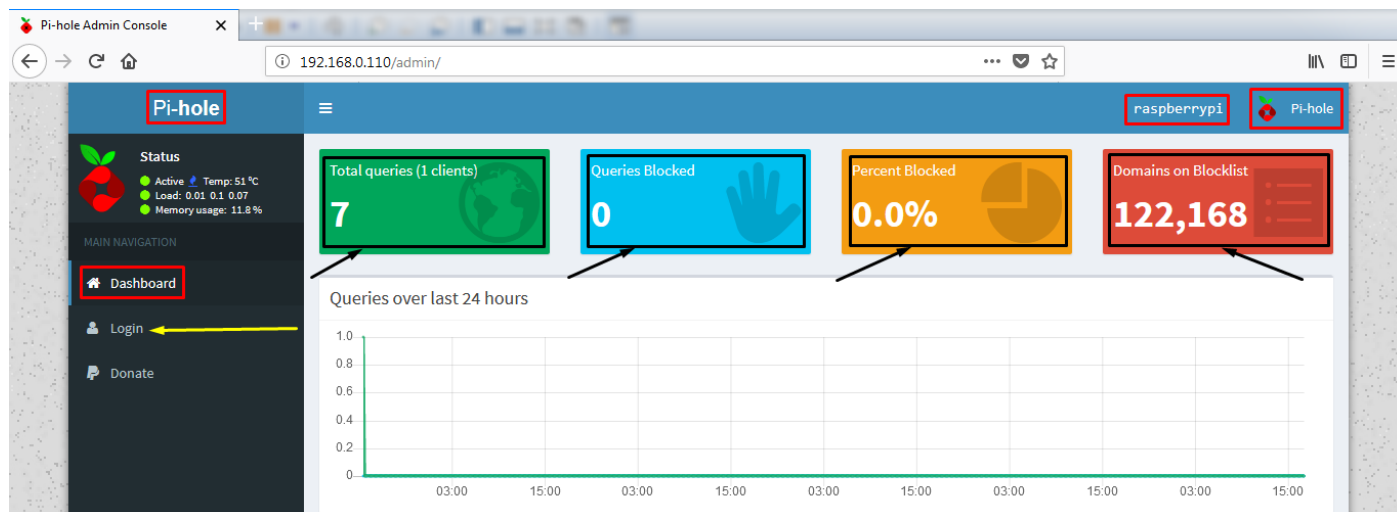 Pi-hole Admin Console
192.168.0.110/admin/
Pi-hole
raspberrypi
Pi-hole
Status
Active Temp: 51 °C
Load: 0.01 0.1 0.07
Memory usage: 11.8 %
MAIN NAVIGATION
Dashboard
Login
Donate
Total queries (1 clients)
7
Queries Blocked
0
Percent Blocked
0.0%
Domains on Blocklist
122,168
Queries over last 24 hours
1.0
0.8
0.6
0.4
0.2
0
03:00 15:00 03:00 15:00 03:00 15:00 03:00 15:00 03:00 15:00